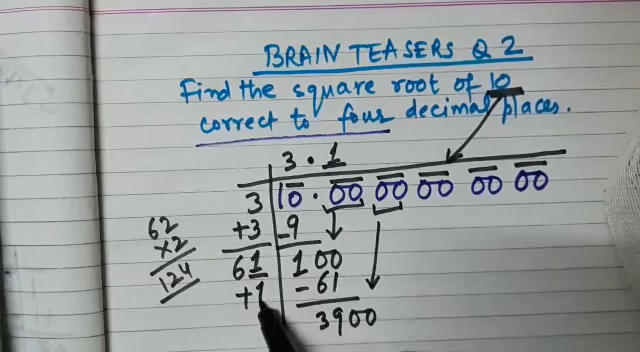 BRAIN TEASERS Q 2
Find the square root of 10
correct to four decimal places.
3 . 1
3 10 . 00 00 00 00 00
+3 -9
61 100
+1 -61
3900
62
×2
124